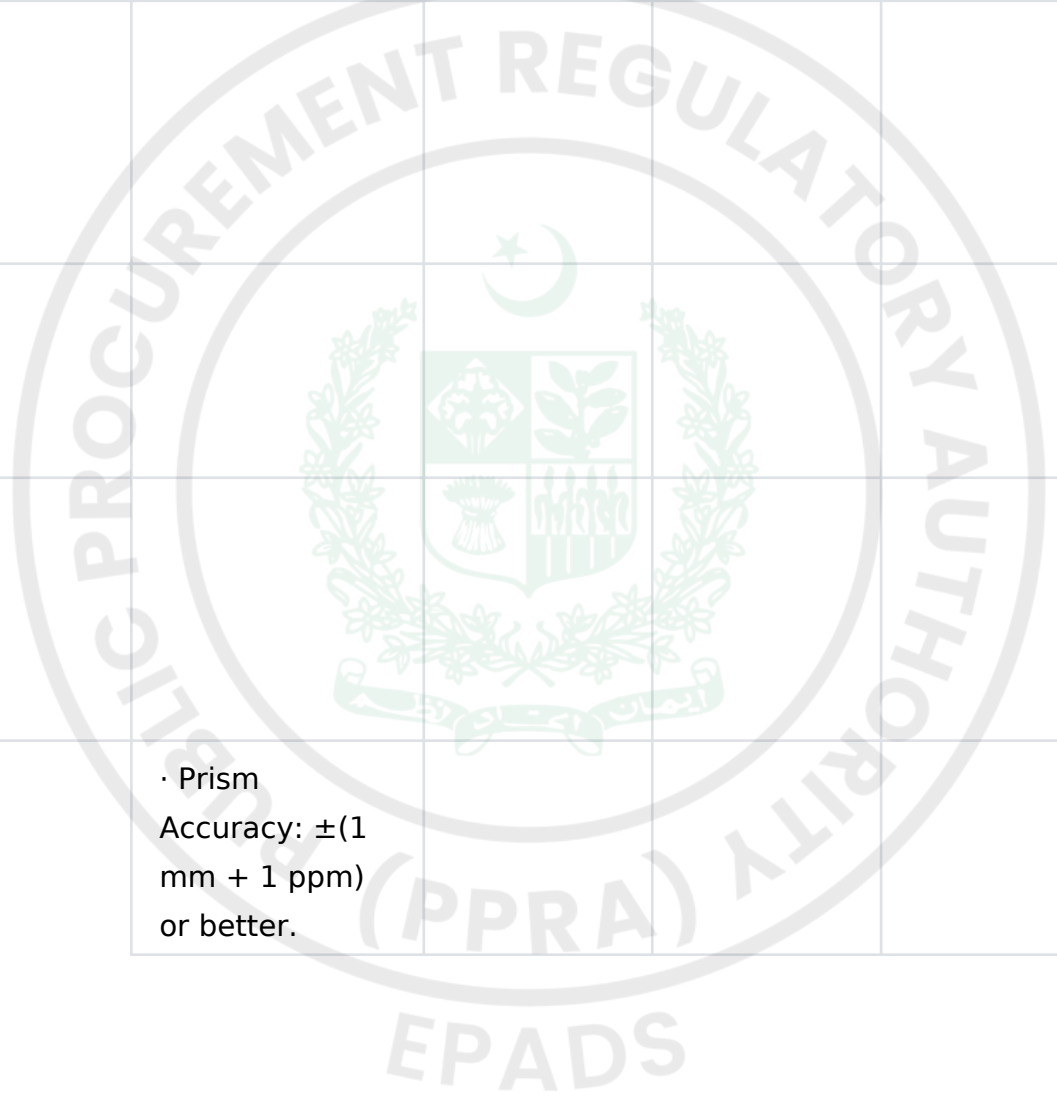 PUBLIC PROCUREMENT REGULATORY AUTHORITY
· Prism
Accuracy: ±(1
mm + 1 ppm)
or better.
(PPRA)
EPADS